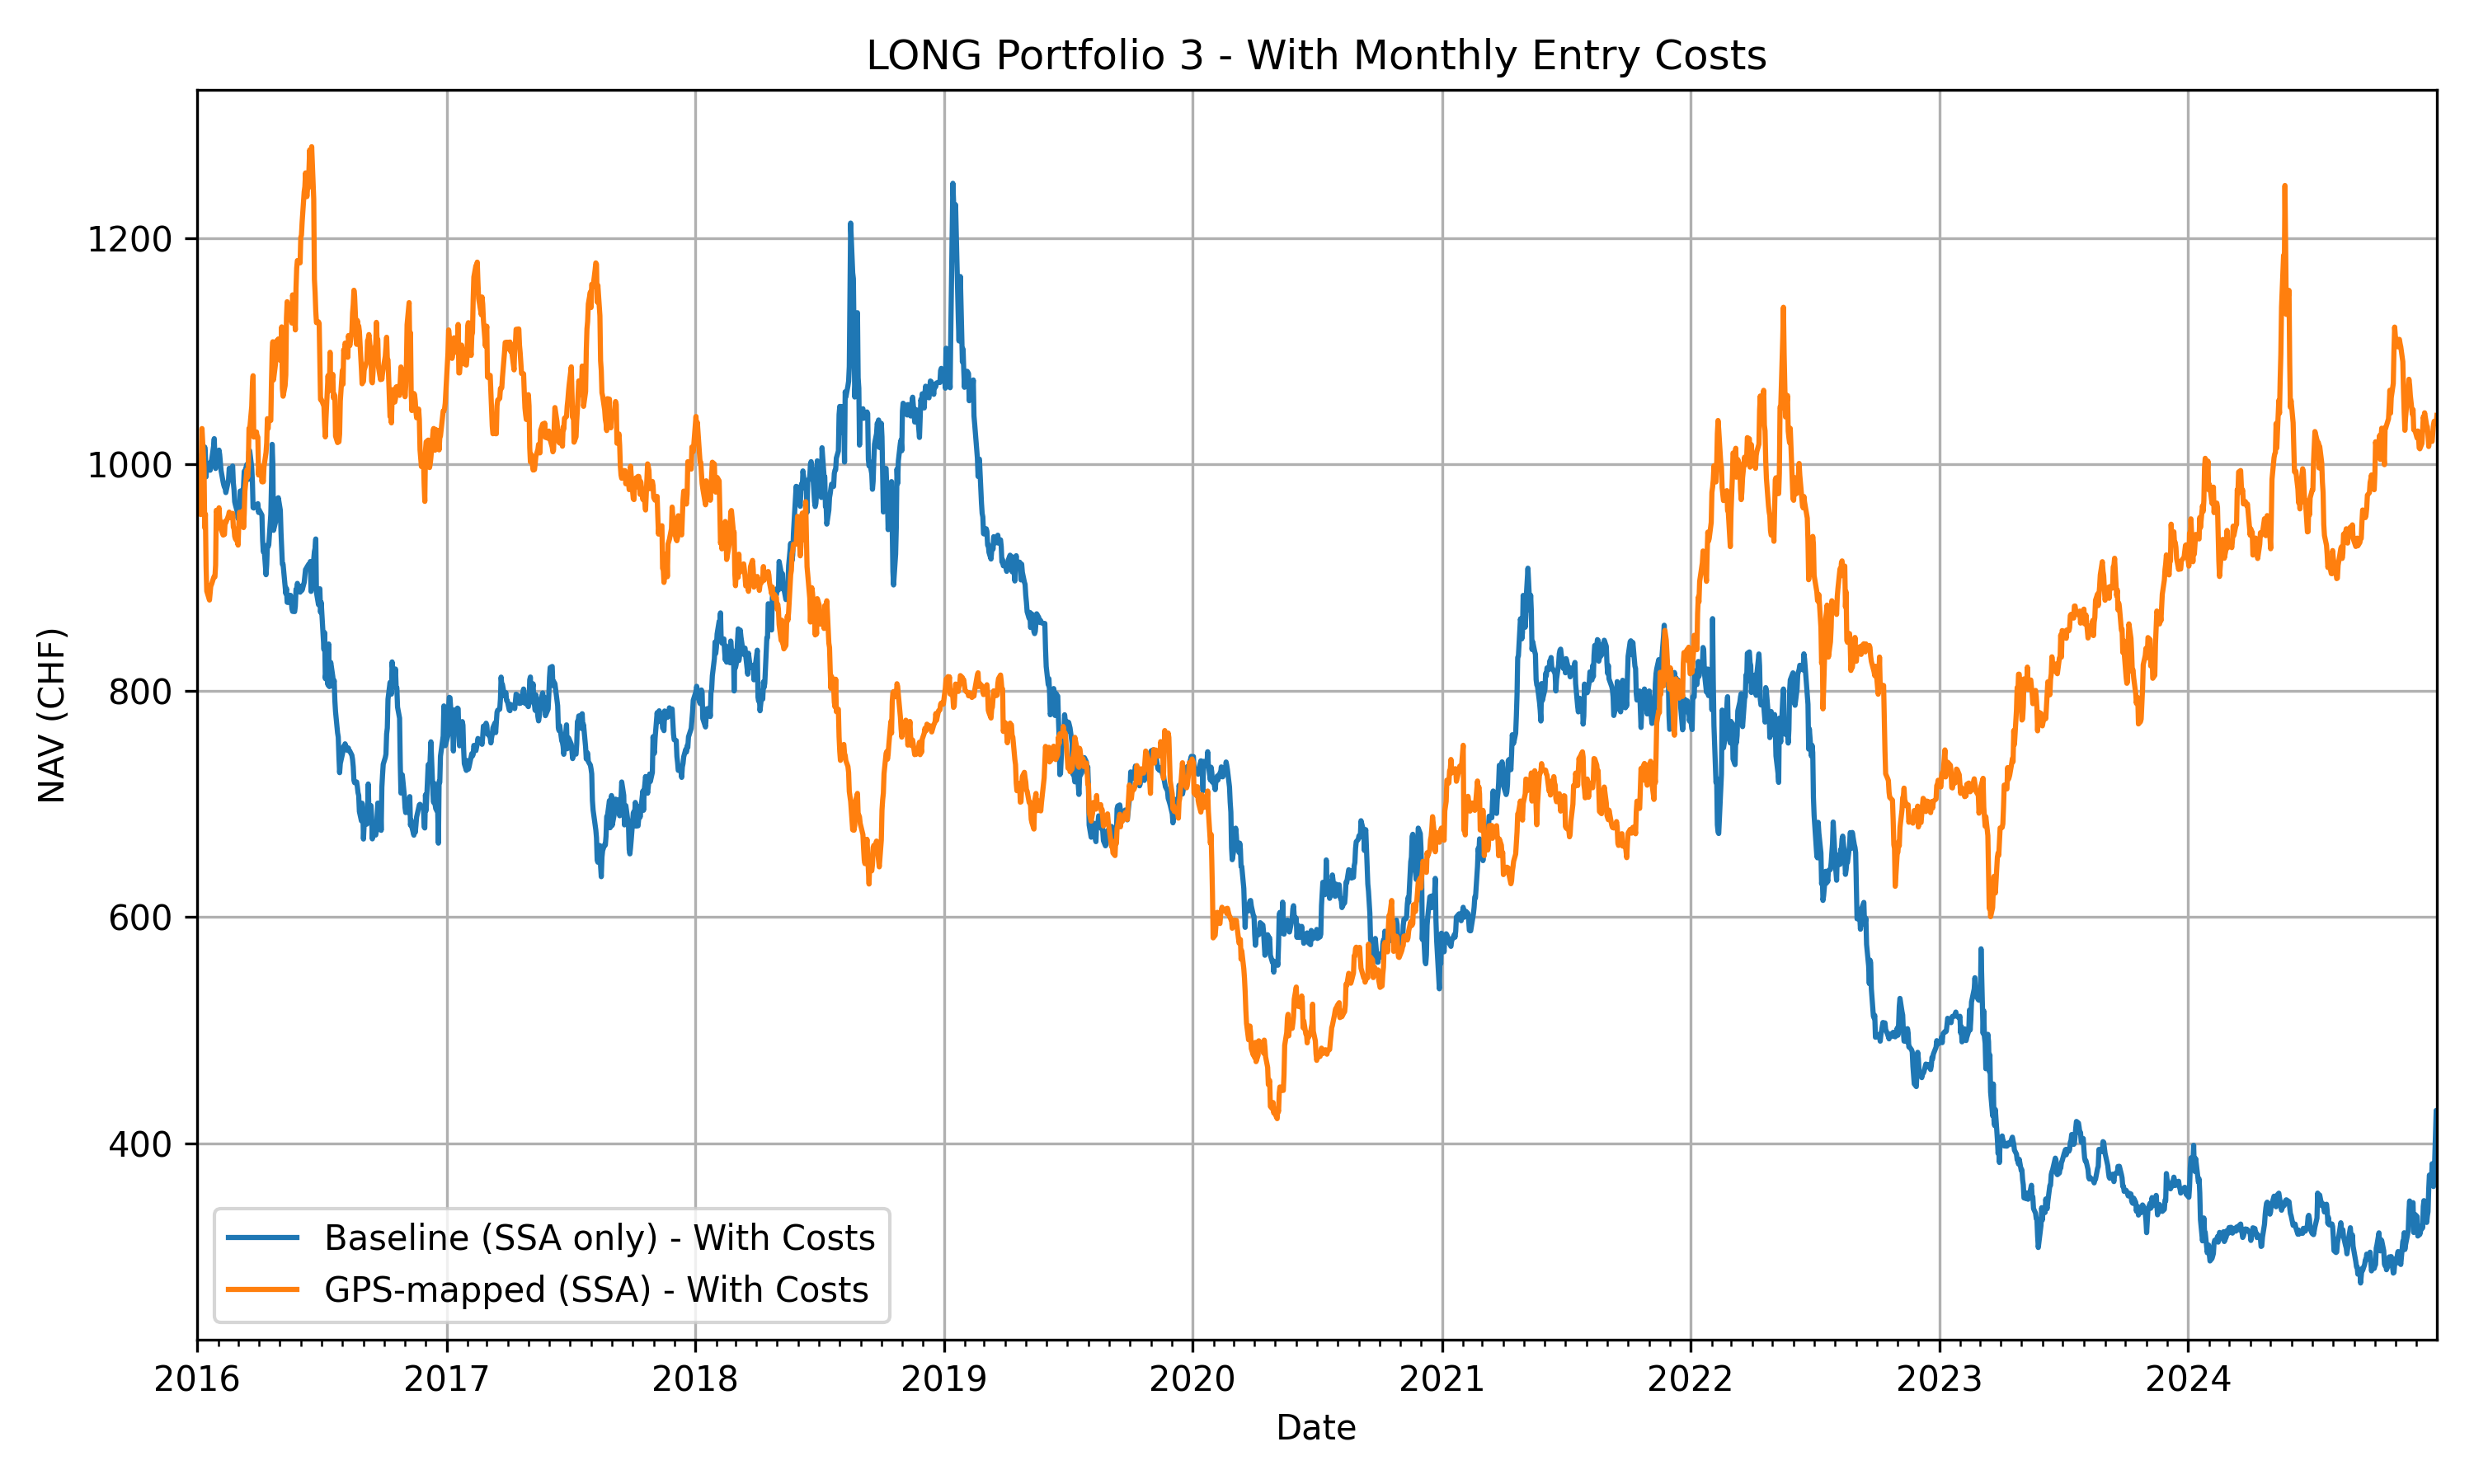 LONG Portfolio 3 - With Monthly Entry Costs
NAV (CHF)
1200
1000
800
600
400
Baseline (SSA only) - With Costs
GPS-mapped (SSA) - With Costs
2016 2017 2018 2019 2020 2021 2022 2023 2024
Date